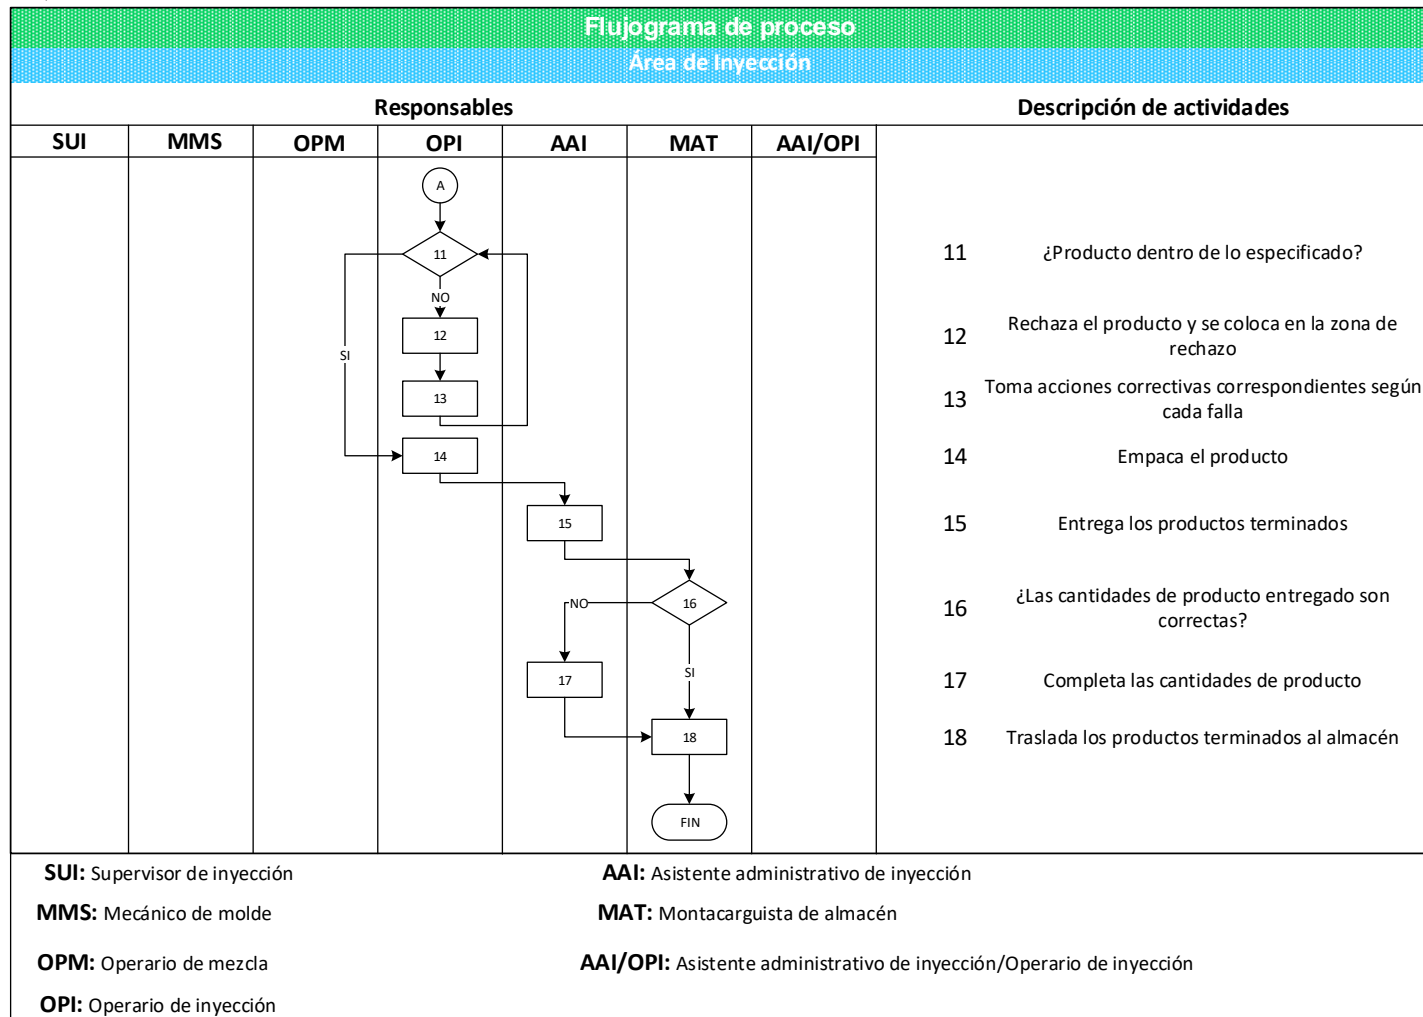 Flujograma de proceso
Área de Inyección
Responsables
Descripción de actividades
SUI
MMS
OPM
OPI
AAI
MAT
AAI/OPI
A
11
NO
12
SI
13
14
15
16
NO
SI
17
18
FIN
11 ¿Producto dentro de lo especificado?
12 Rechaza el producto y se coloca en la zona de
rechazo
13 Toma acciones correctivas correspondientes según
cada falla
14 Empaca el producto
15 Entrega los productos terminados
16 ¿Las cantidades de producto entregado son
correctas?
17 Completa las cantidades de producto
18 Traslada los productos terminados al almacén
SUI: Supervisor de inyección
AAI: Asistente administrativo de inyección
MMS: Mecánico de molde
MAT: Montacarguista de almacén
OPM: Operario de mezcla
AAI/OPI: Asistente administrativo de inyección/Operario de inyección
OPI: Operario de inyección